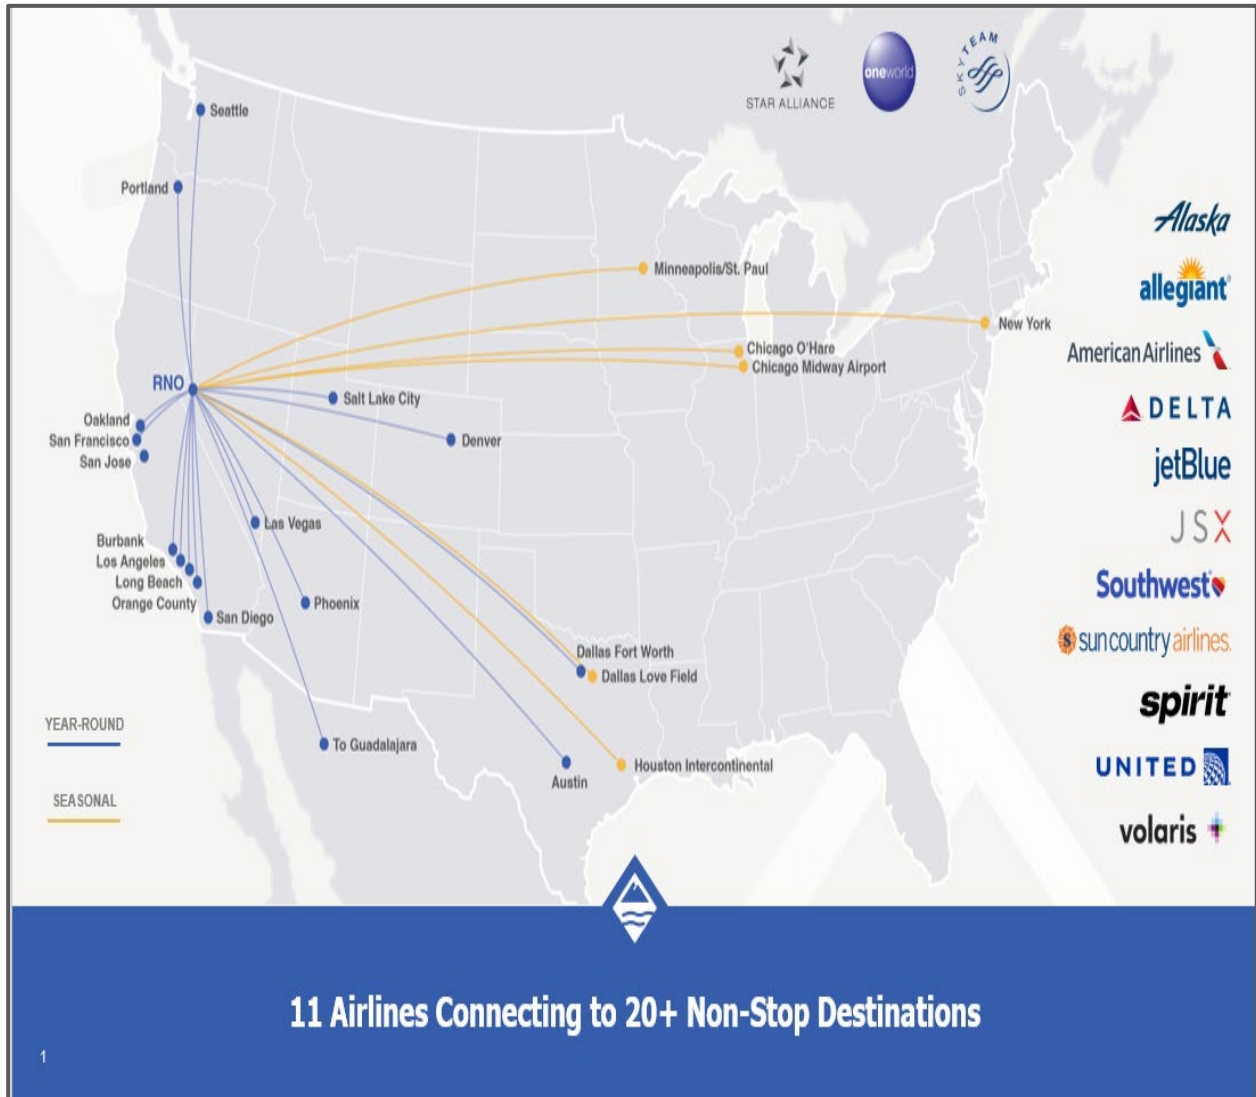 STAR ALLIANCE
oneworld
SKYTEAM
Seattle
Portland
Minneapolis/St. Paul
New York
Chicago O'Hare
Chicago Midway Airport
RNO
Salt Lake City
Oakland
San Francisco
San Jose
Denver
Las Vegas
Burbank
Los Angeles
Long Beach
Orange County
San Diego
Phoenix
Dallas Fort Worth
Dallas Love Field
To Guadalajara
Austin
Houston Intercontinental
YEAR-ROUND
SEASONAL
Alaska
allegiant
American Airlines
DELTA
jetBlue
JSX
Southwest
S sun country airlines.
spirit
UNITED
volaris
11 Airlines Connecting to 20+ Non-Stop Destinations
1